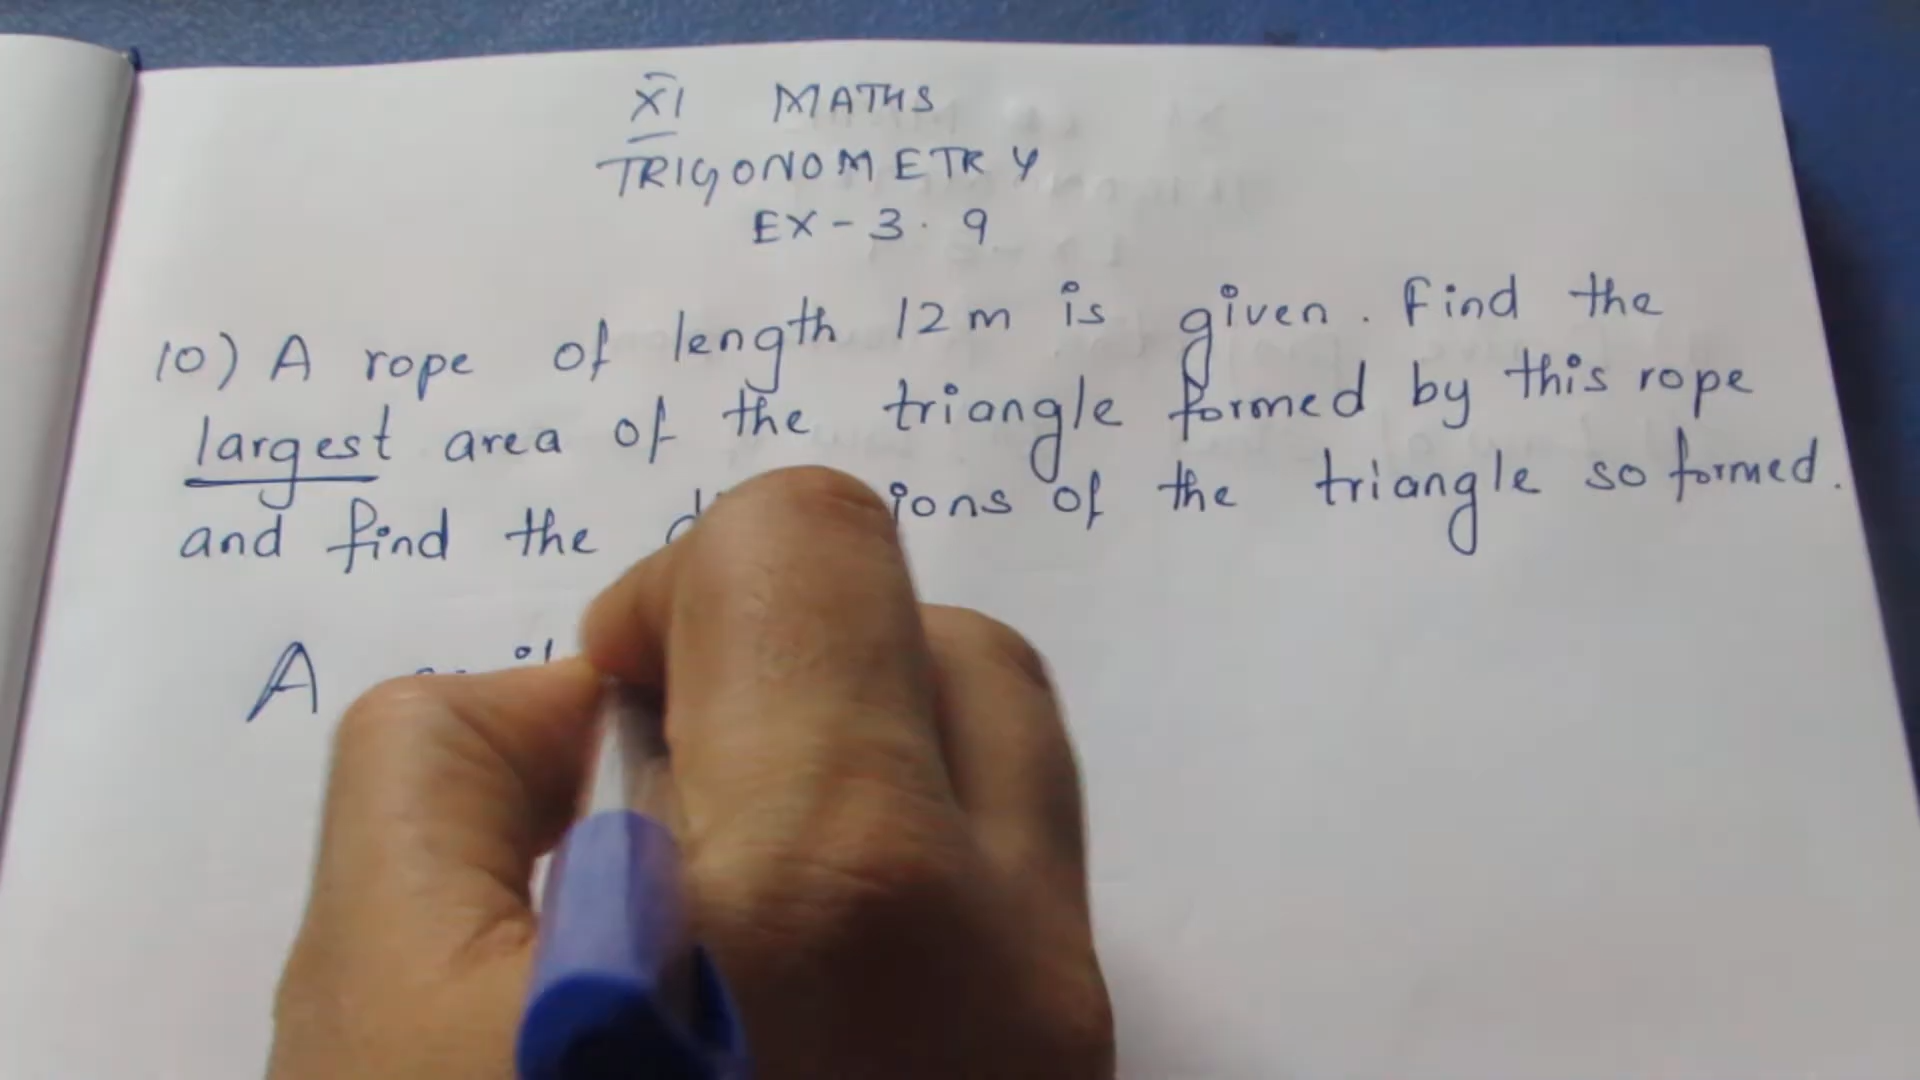 XI MATHS
TRIGONOMETRY
EX-3.9
10) A rope of length 12m is given. Find the
largest area of the triangle formed by this rope
and find the of the triangle so formed.
A